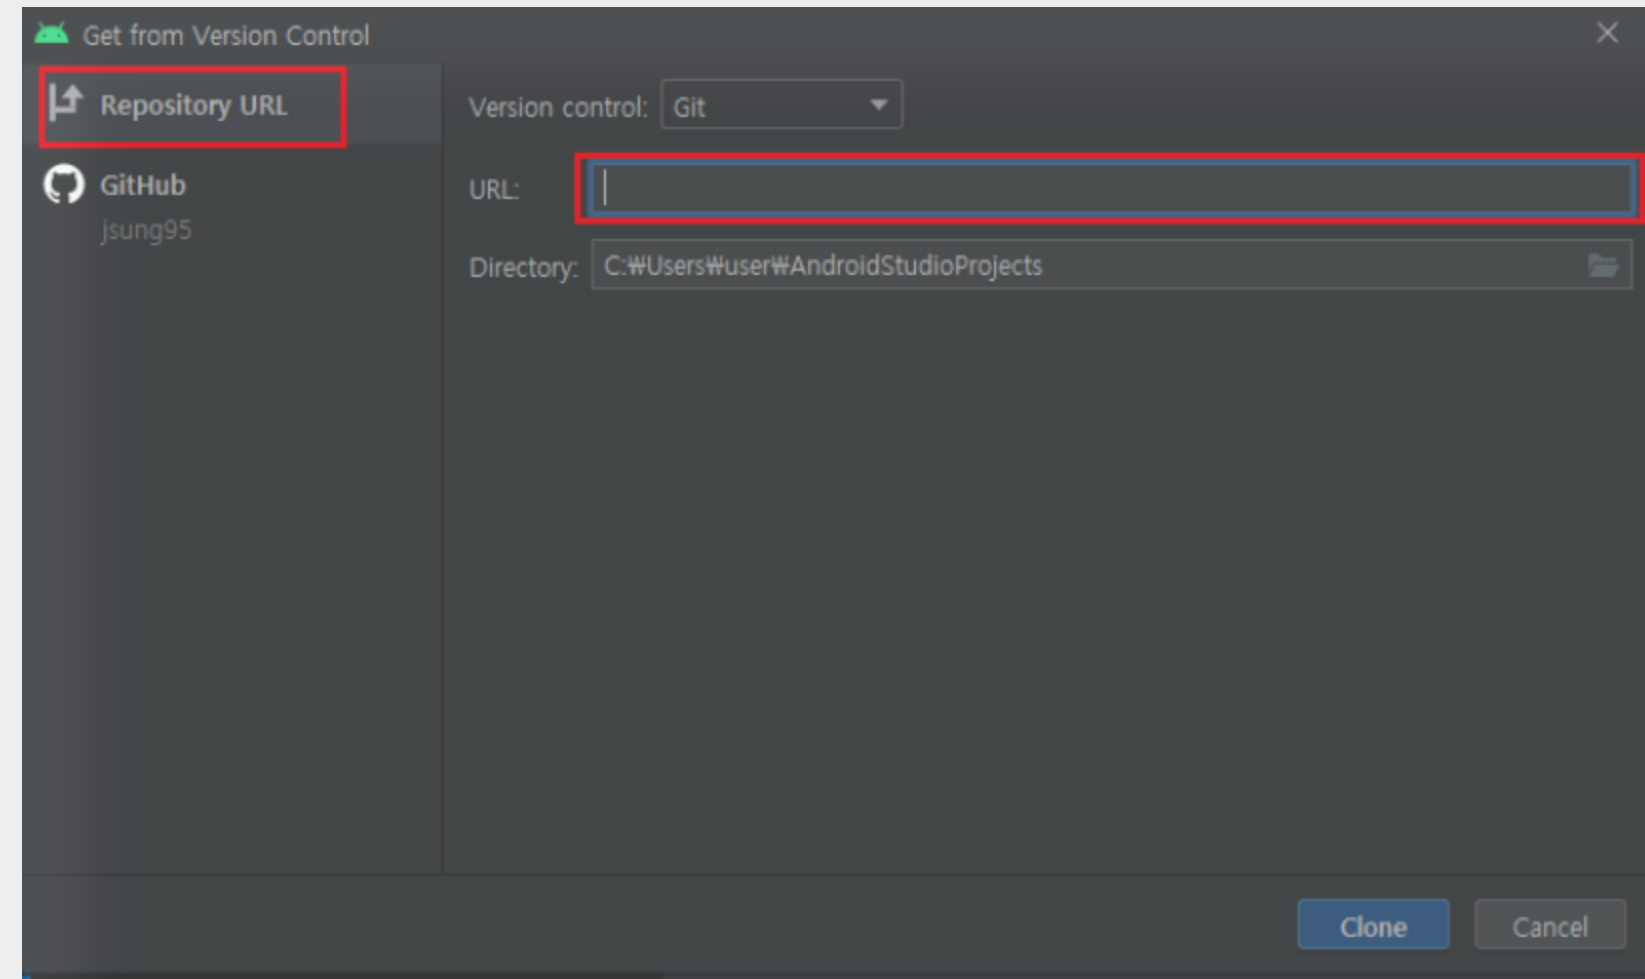 Get from Version Control
Repository URL
GitHub
jsung95
Version control: Git
URL:
Directory: C:₩Users₩user₩AndroidStudioProjects
Clone Cancel